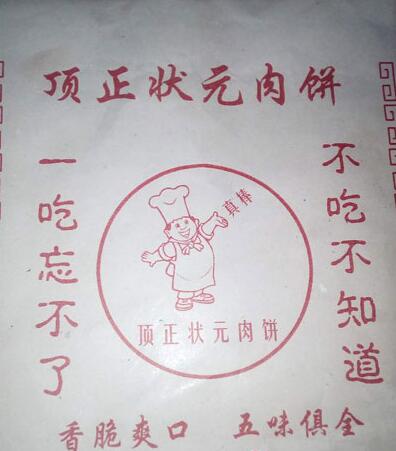 顶正状元肉饼
不吃不知道
一吃忘不了
真棒
顶正状元肉饼
香脆爽口 五味俱全